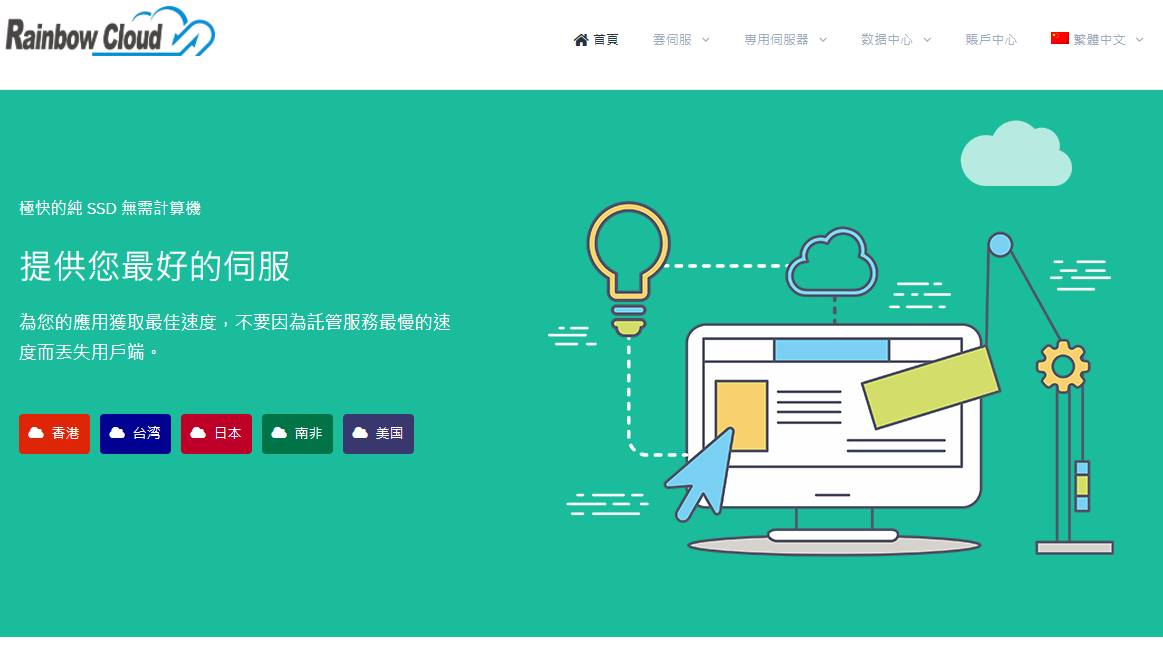 Rainbow Cloud
首頁
雲伺服
專用伺服器
数据中心
賬戶中心
繁體中文
極快的純 SSD 無需計算機
提供您最好的伺服
為您的應用獲取最佳速度，不要因為託管服務最慢的速
度而丟失用戶端。
香港
台湾
日本
南非
美国